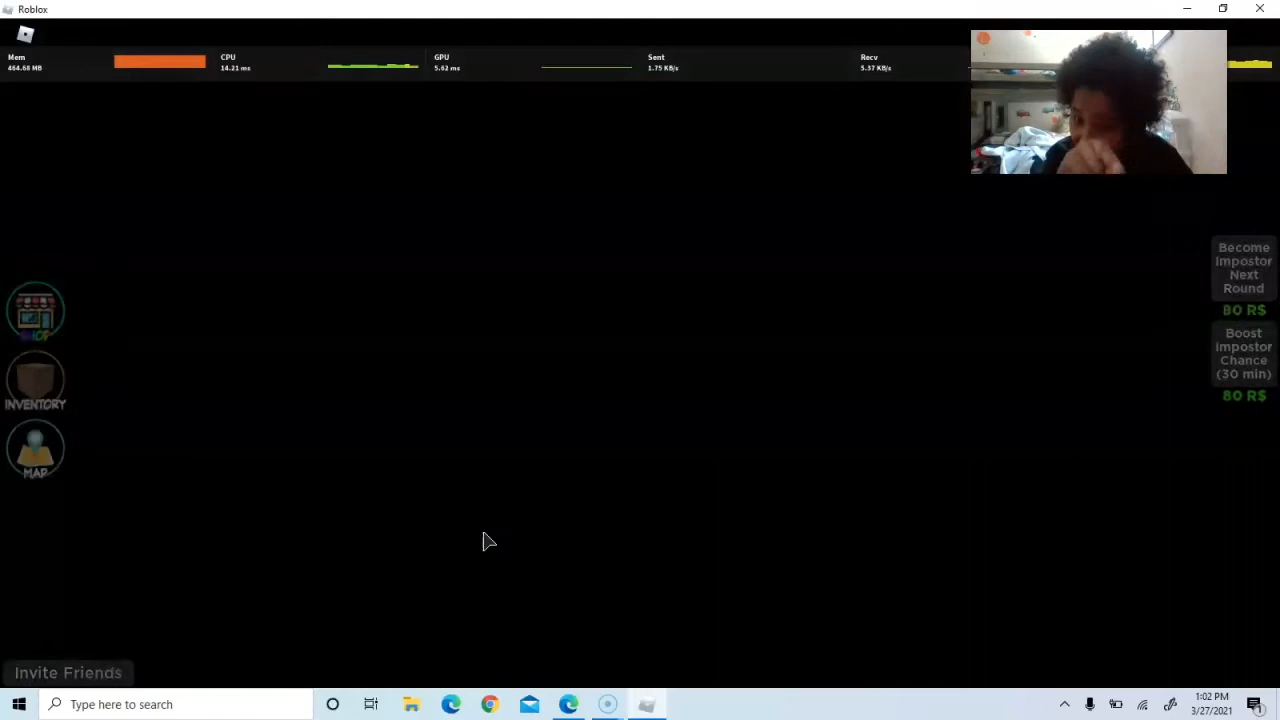 Roblox
Mem
464.68 MB
CPU
14.21 ms
GPU
5.62 ms
Sent
1.75 KB/s
Recv
5.37 KB/s
Become
Impostor
Next
Round
80 R$
Boost
Impostor
Chance
(30 min)
80 R$
SHOP
INVENTORY
MAP
Invite Friends
Type here to search
1:02 PM
3/27/2021
1